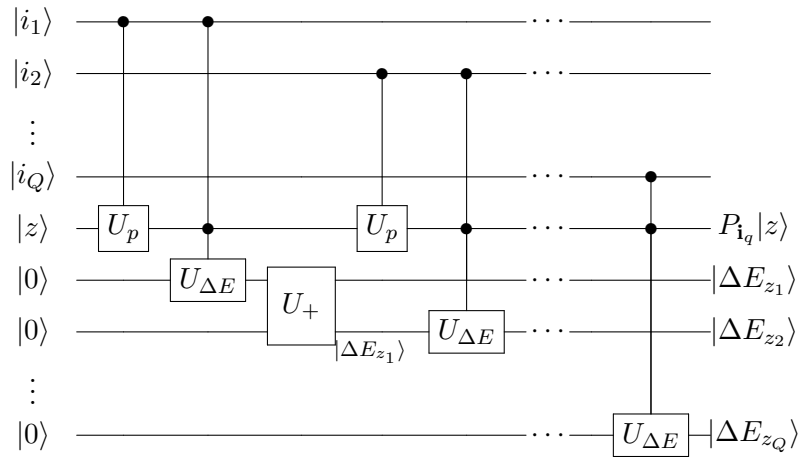 |i₁⟩ ⋯
|i₂⟩ ⋯
⋮
|i_Q⟩ ⋯
|z⟩ U_p U_p ⋯ P_{𝐢_q}|z⟩
|0⟩ U_{ΔE} ⋯ |ΔE_{z₁}⟩
U₊
|0⟩ |ΔE_{z₁}⟩ U_{ΔE} ⋯ |ΔE_{z₂}⟩
⋮
|0⟩ ⋯ U_{ΔE} |ΔE_{z_Q}⟩